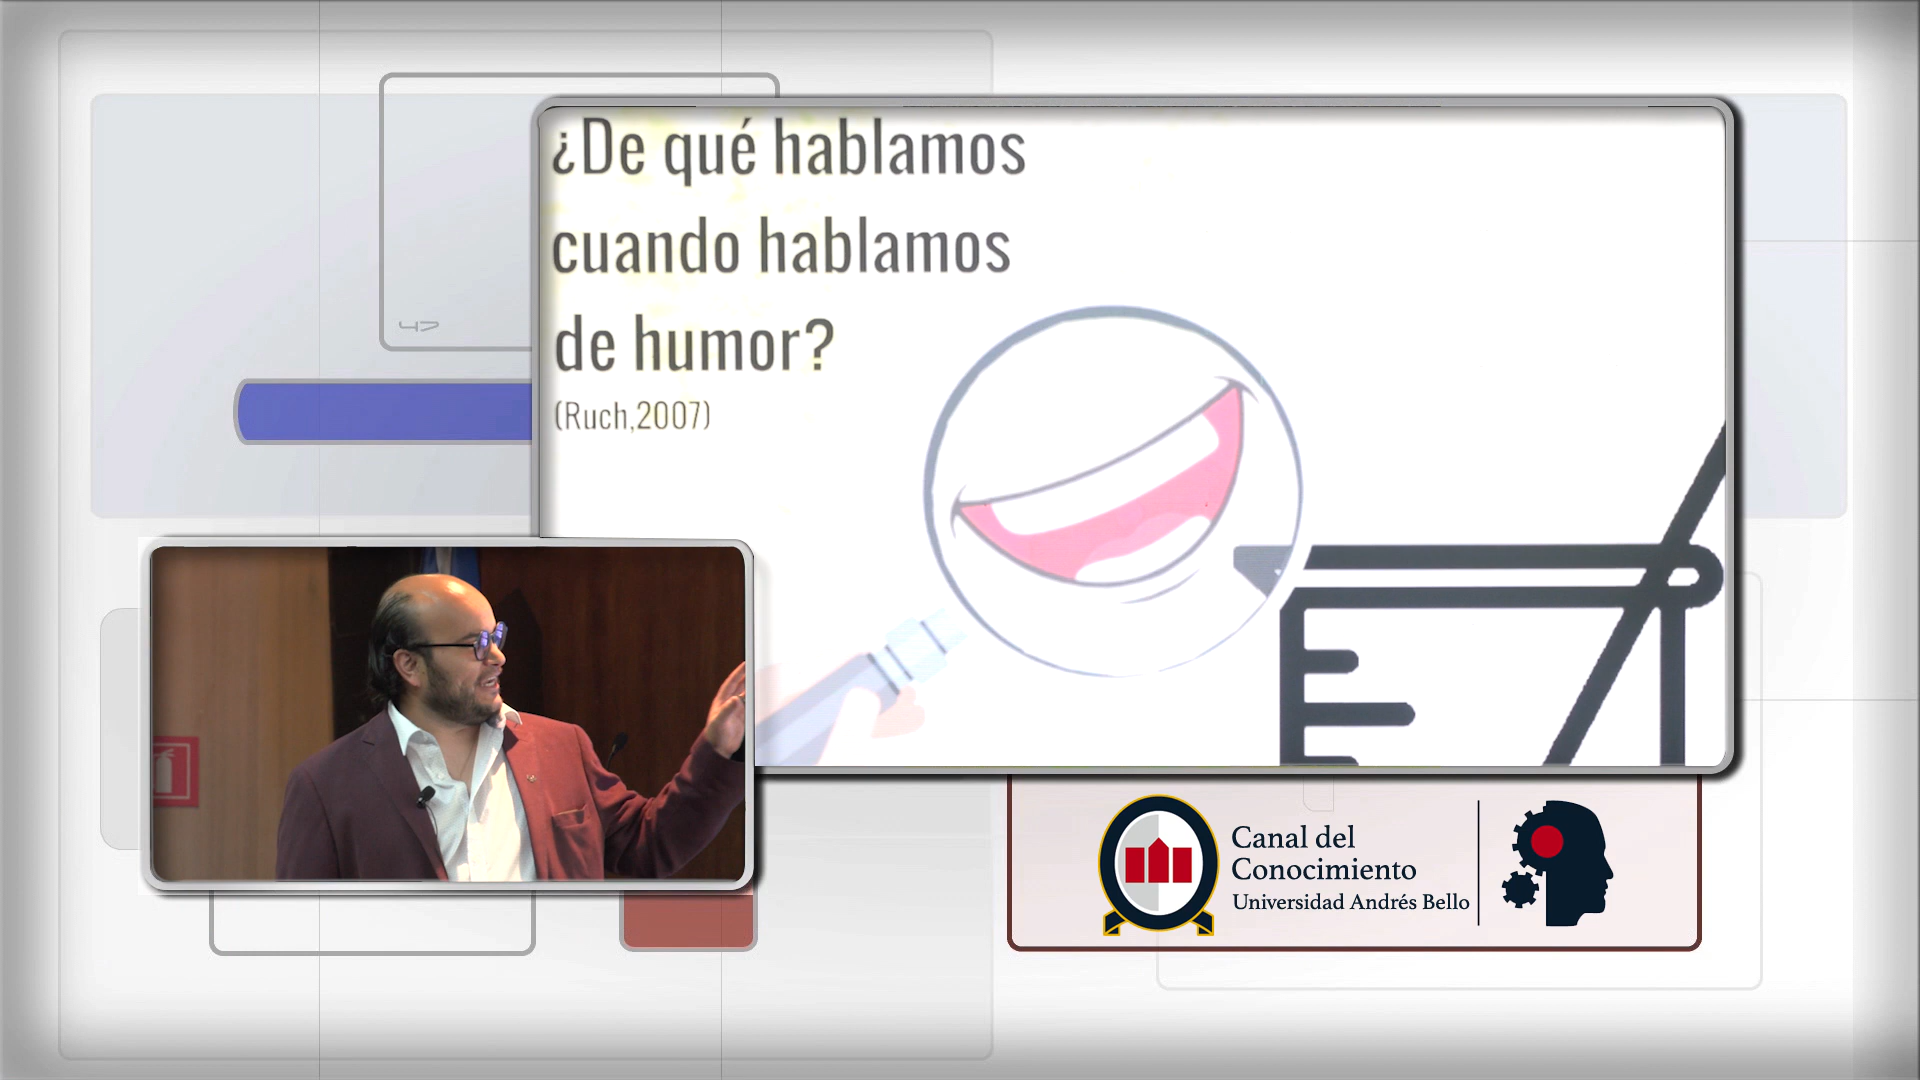 ¿De qué hablamos
cuando hablamos
de humor?
(Ruch,2007)
Canal del
Conocimiento
Universidad Andrés Bello